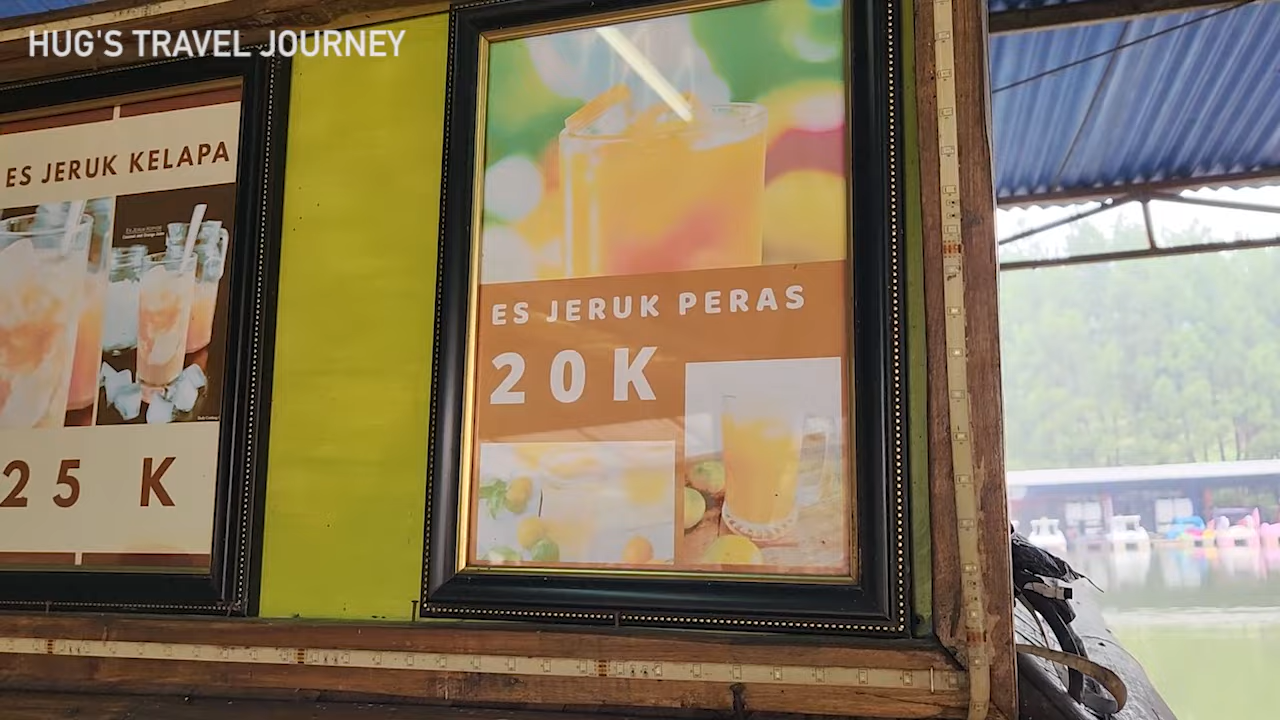 HUG'S TRAVEL JOURNEY
ES JERUK KELAPA
25 K
ES JERUK PERAS
20K